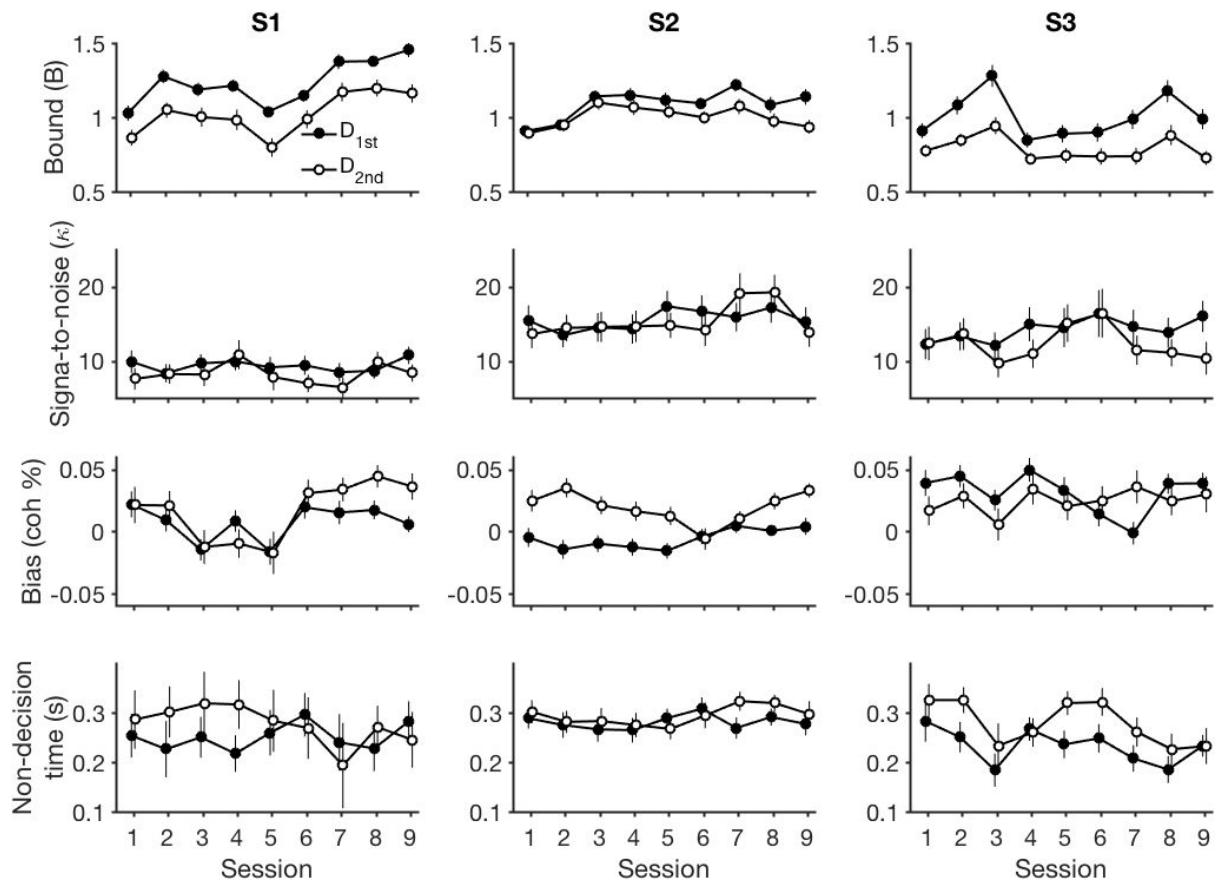 S1 S2 S3
Bound (B)
1.5 1.5 1.5
1 1 1
0.5 0.5 0.5
D1st
D2nd
Signa-to-noise (κ)
20 20 20
10 10 10
Bias (coh %)
0.05 0.05 0.05
0 0 0
-0.05 -0.05 -0.05
Non-decision
time (s)
0.3 0.3 0.3
0.2 0.2 0.2
0.1 0.1 0.1
1 2 3 4 5 6 7 8 9 1 2 3 4 5 6 7 8 9 1 2 3 4 5 6 7 8 9
Session Session Session